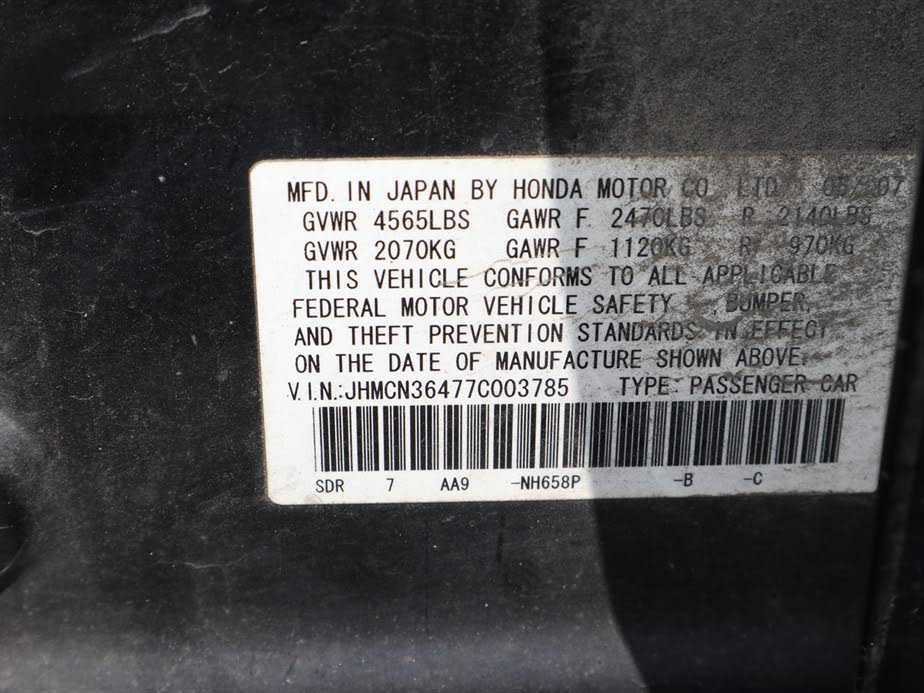 MFD. IN JAPAN BY HONDA MOTOR CO. LTD
GVWR 4565LBS GAWR F. 2470LBS R. 2140LBS
GVWR 2070KG GAWR F 1120KG R. 970KG
THIS VEHICLE CONFORMS TO ALL APPLICABLE
FEDERAL MOTOR VEHICLE SAFETY , BUMPER,
AND THEFT PREVENTION STANDARDS IN EFFECT
ON THE DATE OF MANUFACTURE SHOWN ABOVE.
V.I.N.:JHMCN36477C003785 TYPE: PASSENGER CAR
SDR 7 AA9 -NH658P -B -C